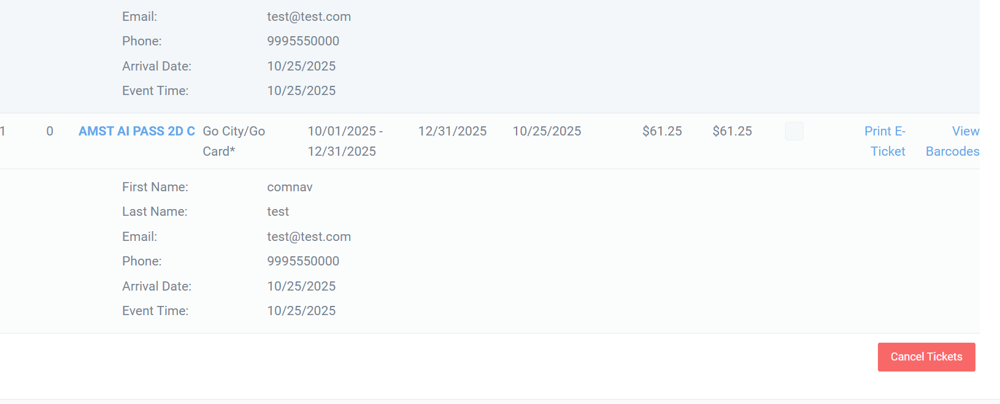 Email: test@test.com
Phone: 9995550000
Arrival Date: 10/25/2025
Event Time: 10/25/2025
1 0 AMST AI PASS 2D C Go City/Go 10/01/2025 - 12/31/2025 10/25/2025 $61.25 $61.25 Print E- View
Card* 12/31/2025 Ticket Barcodes
First Name: comnav
Last Name: test
Email: test@test.com
Phone: 9995550000
Arrival Date: 10/25/2025
Event Time: 10/25/2025
Cancel Tickets